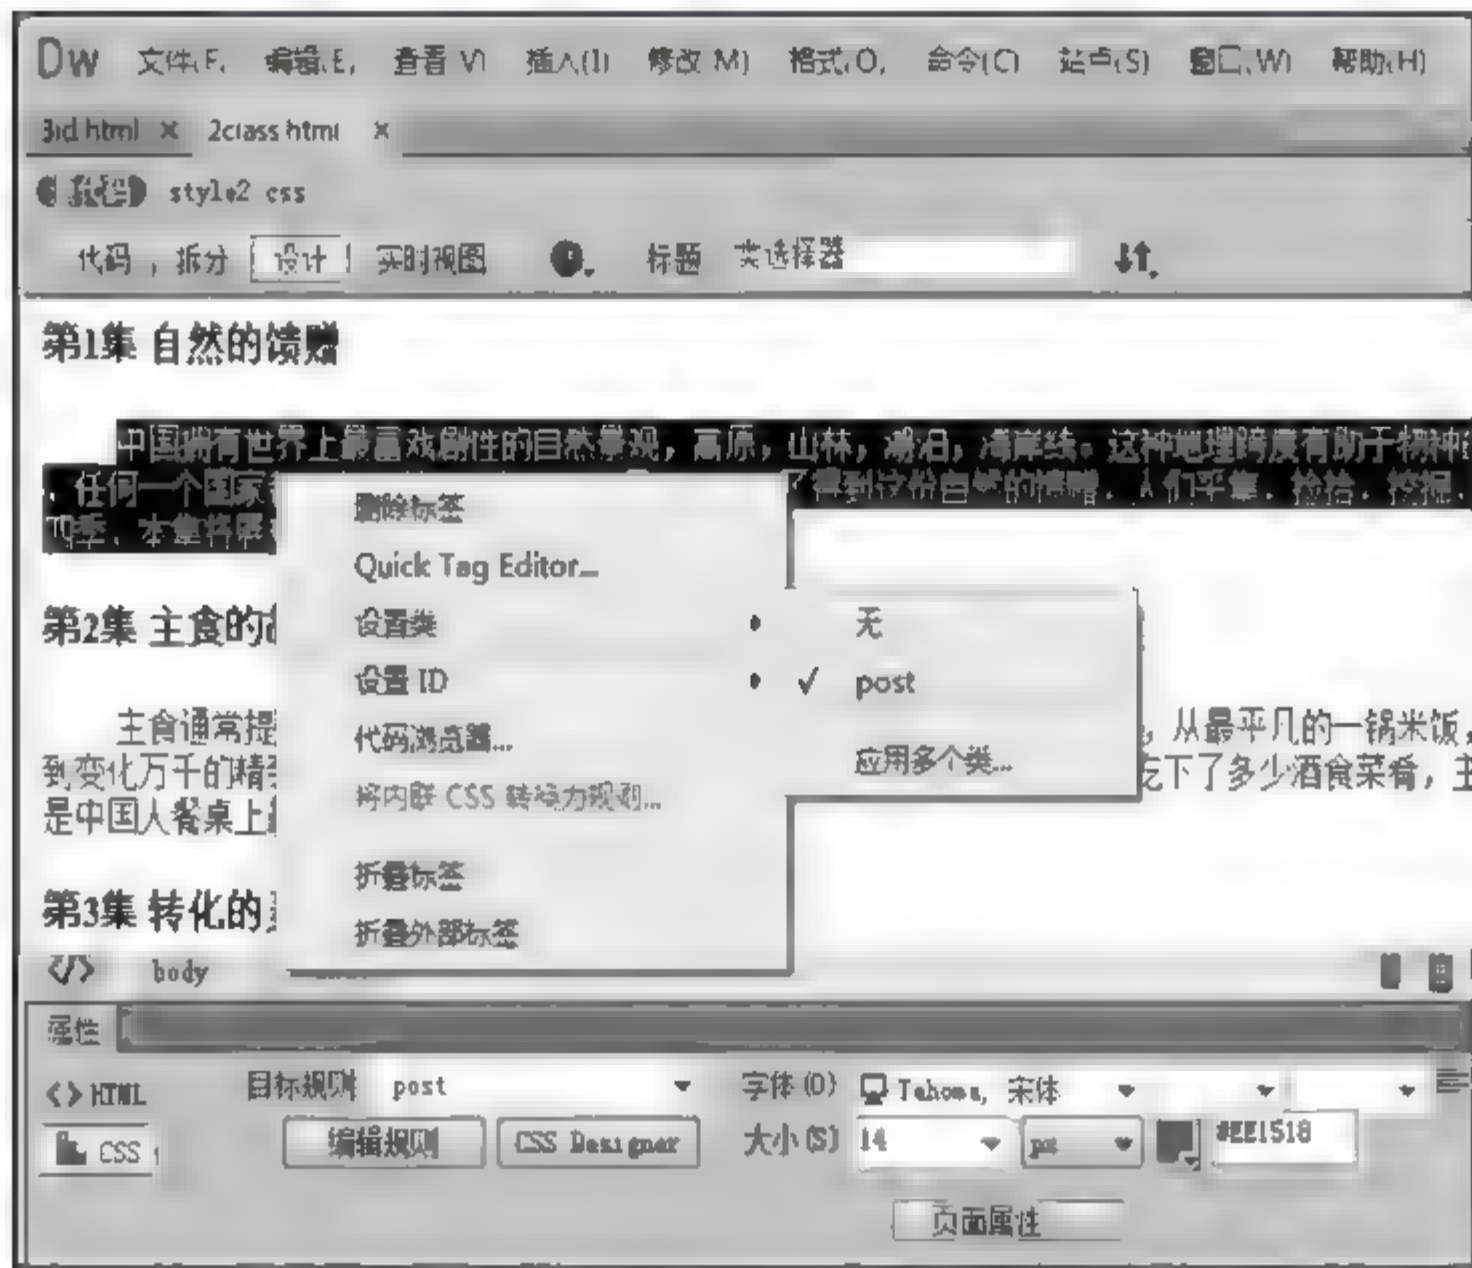 Dw 文件(F) 编辑(E) 查看(V) 插入(I) 修改(M) 格式(O) 命令(C) 站点(S) 窗口(W) 帮助(H)
3id html × 2class html ×
源代码 style2 css
代码 拆分 设计 实时视图 标题 类选择器
第1集 自然的馈赠
中国拥有世界上最富戏剧性的自然景观,高原,山林,湖泊,海岸线。这种地理跨度有助于物种
任何一个国家 得到这份自然的馈赠,人们采集,捡拾,挖掘,
四季,本章将展
第2集 主食的
主食通常提 从最平凡的一锅米饭,
到变化万千的精 吃下了多少酒食菜肴,主
是中国人餐桌上
第3集 转化的
删除标签
Quick Tag Editor...
设置类
设置 ID
代码浏览器...
将内联 CSS 转换为规则...
折叠标签
折叠外部标签
无
✓ post
应用多个类...
</> body
属性
<> HTML 目标规则 post 字体(O) Tahoma, 宋体
CSS 编辑规则 CSS Designer 大小(S) 14 px #EE1518
页面属性